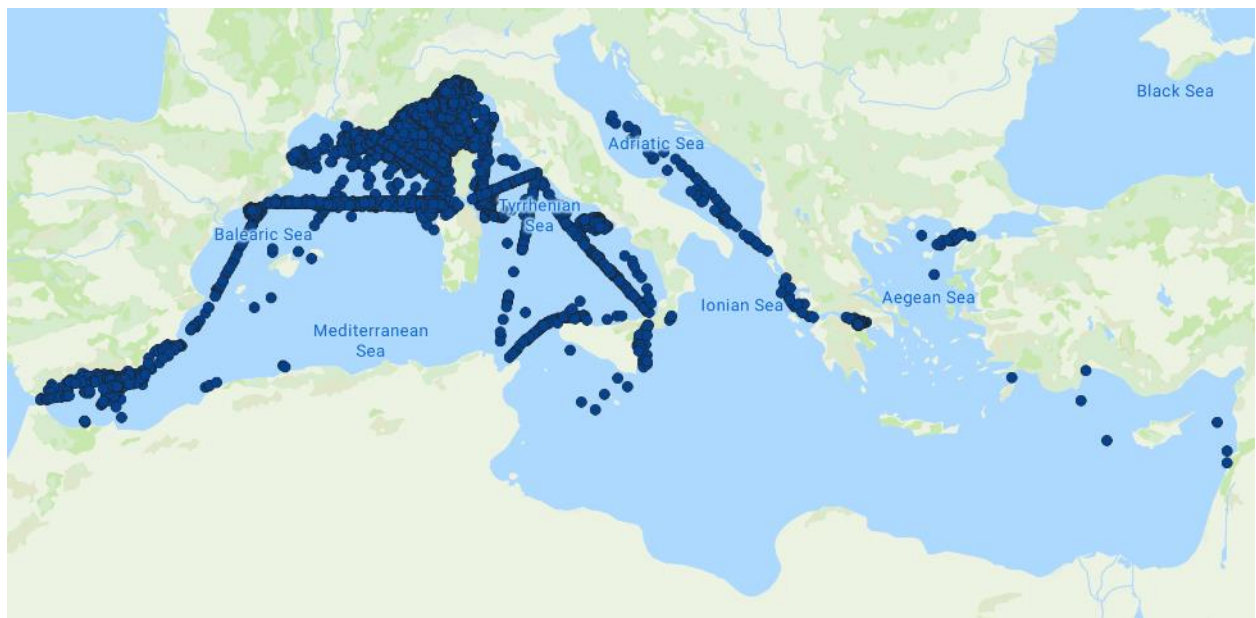 Black Sea
Adriatic Sea
Tyrrhenian
Sea
Balearic Sea
Ionian Sea
Aegean Sea
Mediterranean
Sea